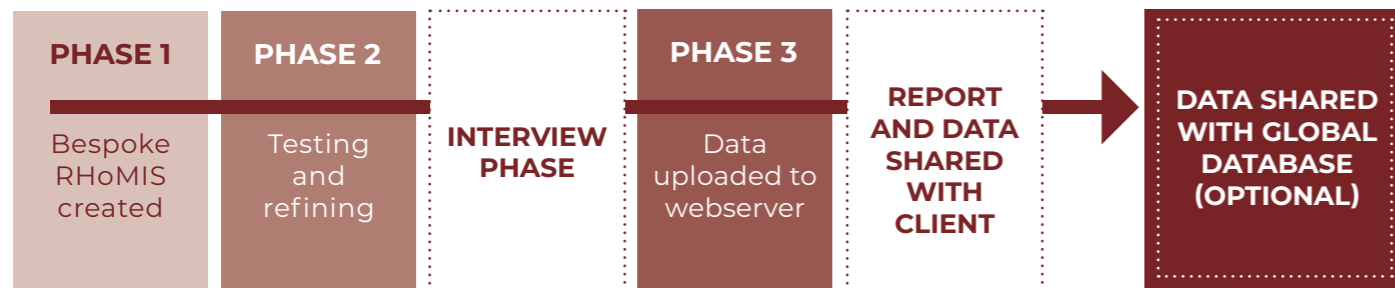 PHASE 1
Bespoke
RHoMIS
created
PHASE 2
Testing
and
refining
INTERVIEW
PHASE
PHASE 3
Data
uploaded to
webserver
REPORT
AND DATA
SHARED
WITH
CLIENT
DATA SHARED
WITH GLOBAL
DATABASE
(OPTIONAL)